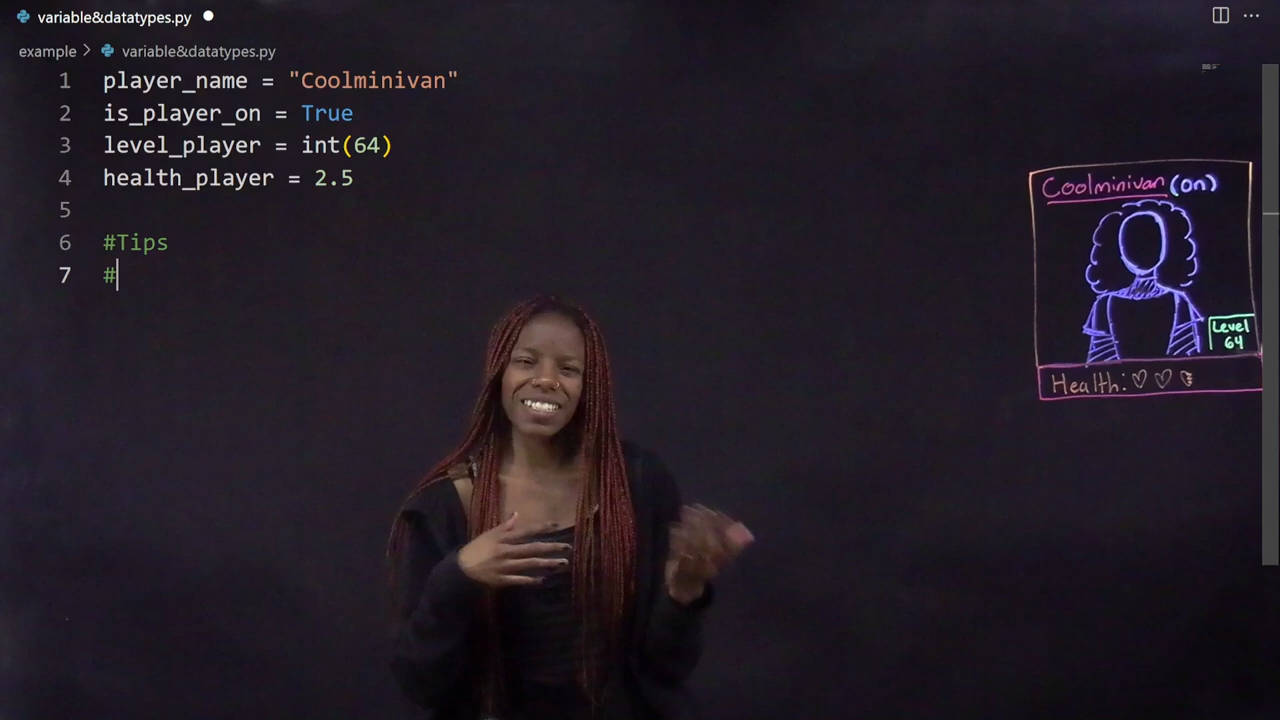 variable&datatypes.py
example > variable&datatypes.py
1 player_name = "Coolminivan"
2 is_player_on = True
3 level_player = int(64)
4 health_player = 2.5
5
6 #Tips
7 #
Coolminivan (on)
Level
64
Health: